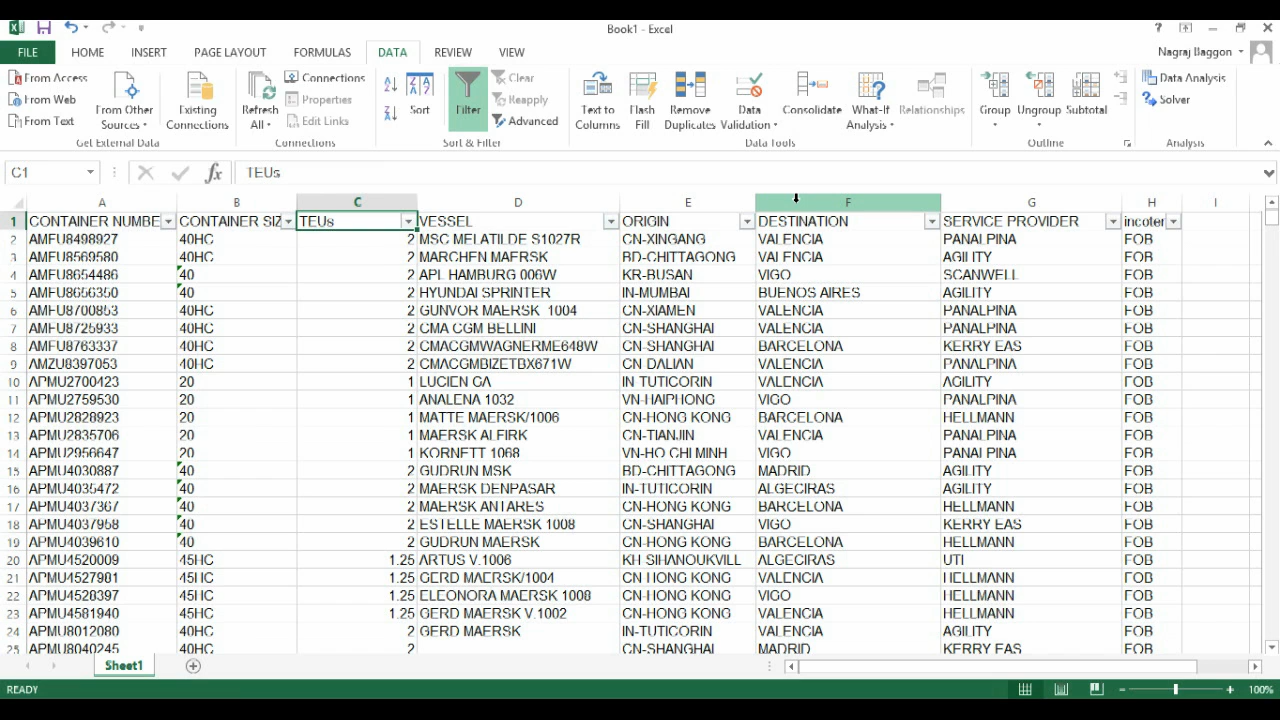 Book1 - Excel
?
FILE HOME INSERT PAGE LAYOUT FORMULAS DATA REVIEW VIEW Nagraj Baggon
From Access
From Web
From Text
From Other Sources
Existing Connections
Get External Data
Refresh All
Connections
Properties
Edit Links
Connections
Sort
Filter
Clear
Reapply
Advanced
Sort & Filter
Text to Columns
Flash Fill
Remove Duplicates
Data Validation
Consolidate
What-If Analysis
Relationships
Data Tools
Group
Ungroup
Subtotal
Outline
Data Analysis
Solver
Analysis
C1 fx TEUs
A B C D E F G H I
1 CONTAINER NUMBE CONTAINER SIZ TEUs VESSEL ORIGIN DESTINATION SERVICE PROVIDER incoter
2 AMFU8498927 40HC 2 MSC MELATILDE S1027R CN-XINGANG VALENCIA PANALPINA FOB
3 AMFU8569580 40HC 2 MARCHEN MAERSK BD-CHITTAGONG VALENCIA AGILITY FOB
4 AMFU8654486 40 2 APL HAMBURG 006W KR-BUSAN VIGO SCANWELL FOB
5 AMFU8656350 40 2 HYUNDAI SPRINTER IN-MUMBAI BUENOS AIRES AGILITY FOB
6 AMFU8700853 40HC 2 GUNVOR MAERSK 1004 CN-XIAMEN VALENCIA PANALPINA FOB
7 AMFU8725933 40HC 2 CMA CGM BELLINI CN-SHANGHAI VALENCIA PANALPINA FOB
8 AMFU8763337 40HC 2 CMACGMWAGNERME648W CN-SHANGHAI BARCELONA KERRY EAS FOB
9 AMZU8397053 40HC 2 CMACGMBIZETBX671W CN-DALIAN VALENCIA PANALPINA FOB
10 APMU2700423 20 1 LUCIEN GA IN-TUTICORIN VALENCIA AGILITY FOB
11 APMU2759530 20 1 ANALENA 1032 VN-HAIPHONG VIGO PANALPINA FOB
12 APMU2828923 20 1 MATTE MAERSK/1006 CN-HONG KONG BARCELONA HELLMANN FOB
13 APMU2835706 20 1 MAERSK ALFIRK CN-TIANJIN VALENCIA PANALPINA FOB
14 APMU2956647 20 1 KORNETT 1068 VN-HO CHI MINH VIGO PANALPINA FOB
15 APMU4030887 40 2 GUDRUN MSK BD-CHITTAGONG MADRID AGILITY FOB
16 APMU4035472 40 2 MAERSK DENPASAR IN-TUTICORIN ALGECIRAS AGILITY FOB
17 APMU4037367 40 2 MAERSK ANTARES CN-HONG KONG BARCELONA HELLMANN FOB
18 APMU4037958 40 2 ESTELLE MAERSK 1008 CN-SHANGHAI VIGO KERRY EAS FOB
19 APMU4039610 40 2 GUDRUN MAERSK CN-HONG KONG BARCELONA HELLMANN FOB
20 APMU4520009 45HC 1.25 ARTUS V.1006 KH-SIHANOUKVILL ALGECIRAS UTI FOB
21 APMU4527981 45HC 1.25 GERD MAERSK/1004 CN-HONG KONG VALENCIA HELLMANN FOB
22 APMU4528397 45HC 1.25 ELEONORA MAERSK 1008 CN-HONG KONG VIGO HELLMANN FOB
23 APMU4581940 45HC 1.25 GERD MAERSK V.1002 CN-HONG KONG VALENCIA HELLMANN FOB
24 APMU8012080 40HC 2 GERD MAERSK IN-TUTICORIN VALENCIA AGILITY FOB
25 APMU8040245 40HC 2 CN-SHANGHAI MADRID HELLMANN FOB
Sheet1
READY 100%